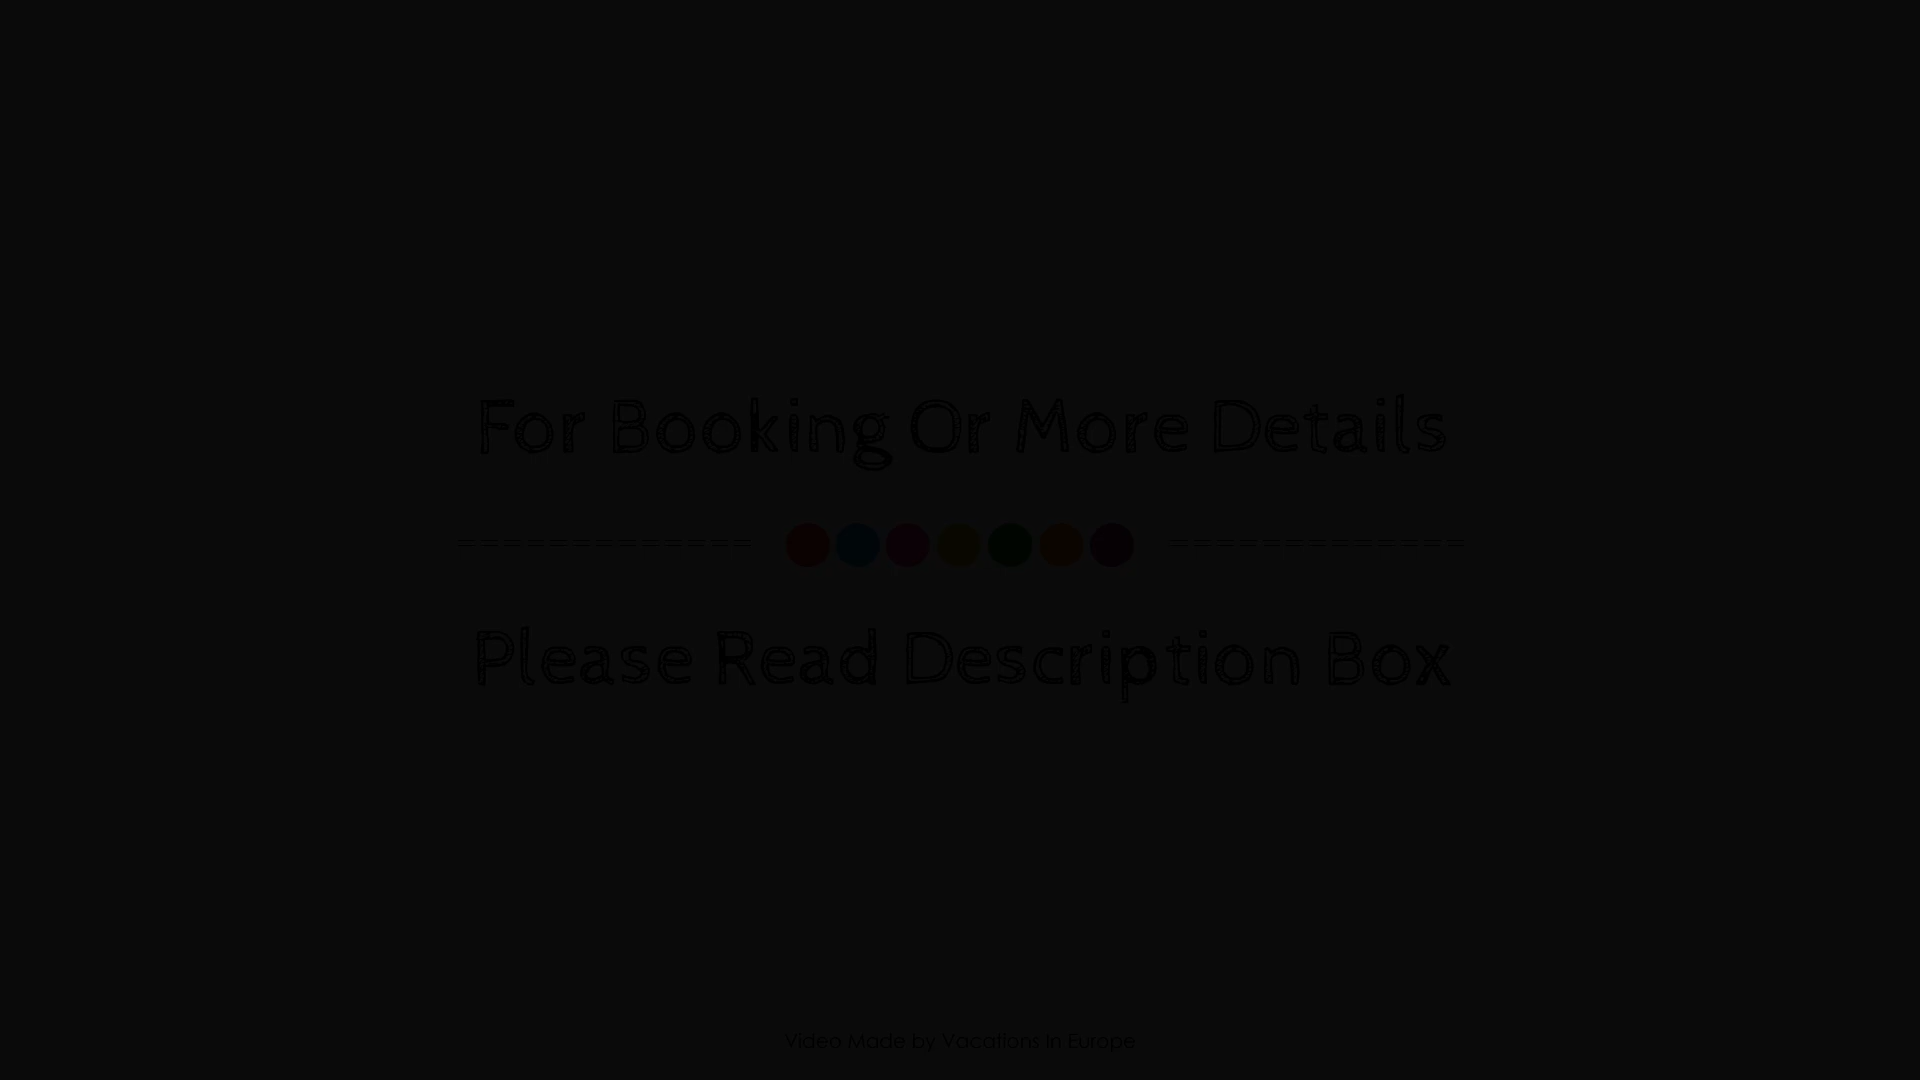 For Booking Or More Details
Please Read Description Box
Video Made by Vacations In Europe